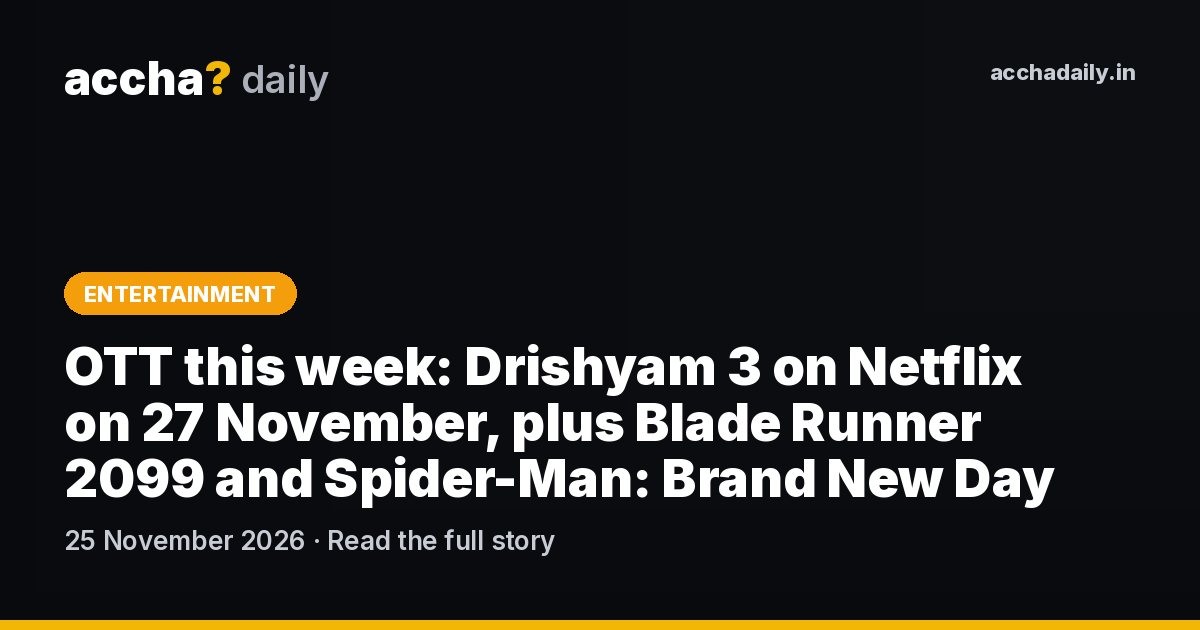 accha? daily
acchadaily.in
ENTERTAINMENT
OTT this week: Drishyam 3 on Netflix
on 27 November, plus Blade Runner
2099 and Spider-Man: Brand New Day
25 November 2026 · Read the full story